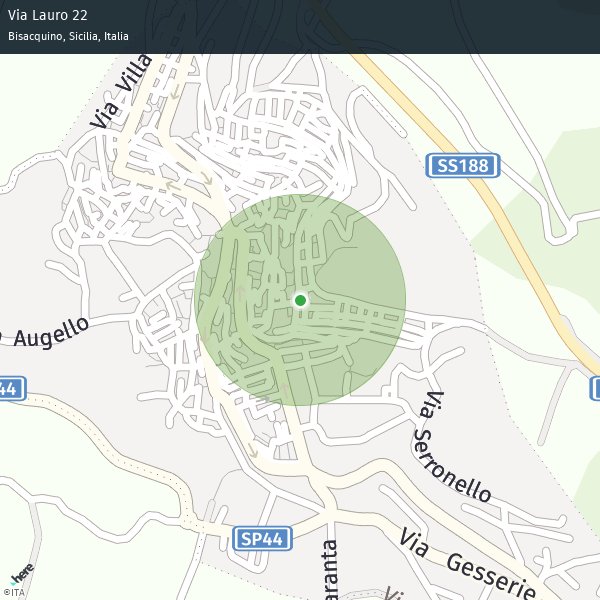 Via Lauro 22
Bisacquino, Sicilia, Italia
Via Villa
SS188
Augello
44
Via Serronello
SP44
Via Gesserie
aranta
Vi
here
©ITA